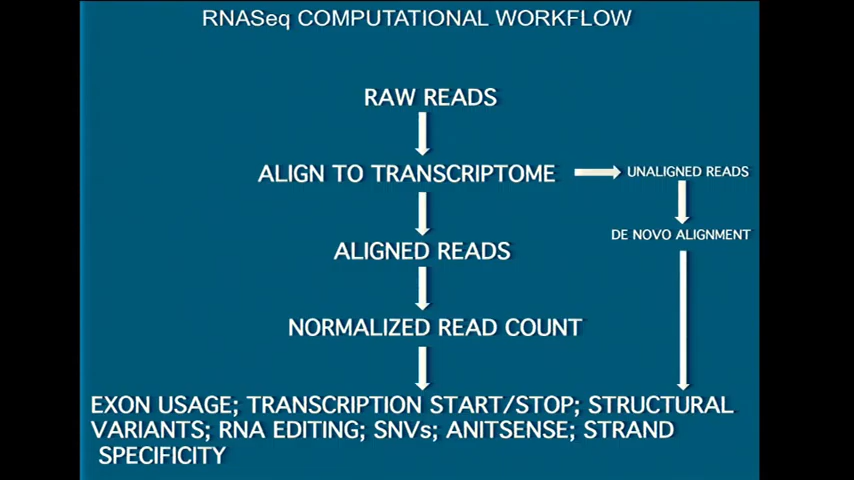 RNASeq COMPUTATIONAL WORKFLOW
RAW READS
ALIGN TO TRANSCRIPTOME
UNALIGNED READS
DE NOVO ALIGNMENT
ALIGNED READS
NORMALIZED READ COUNT
EXON USAGE; TRANSCRIPTION START/STOP; STRUCTURAL
VARIANTS; RNA EDITING; SNVs; ANITSENSE; STRAND
SPECIFICITY